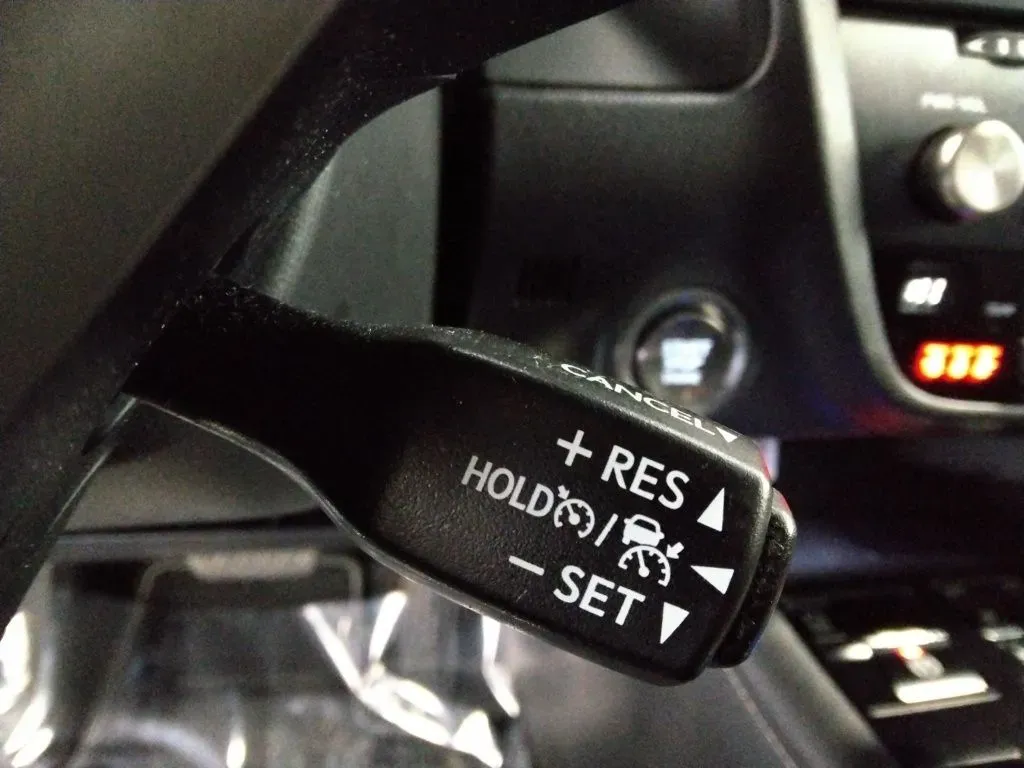 CANCEL
+ RES
HOLD /
− SET